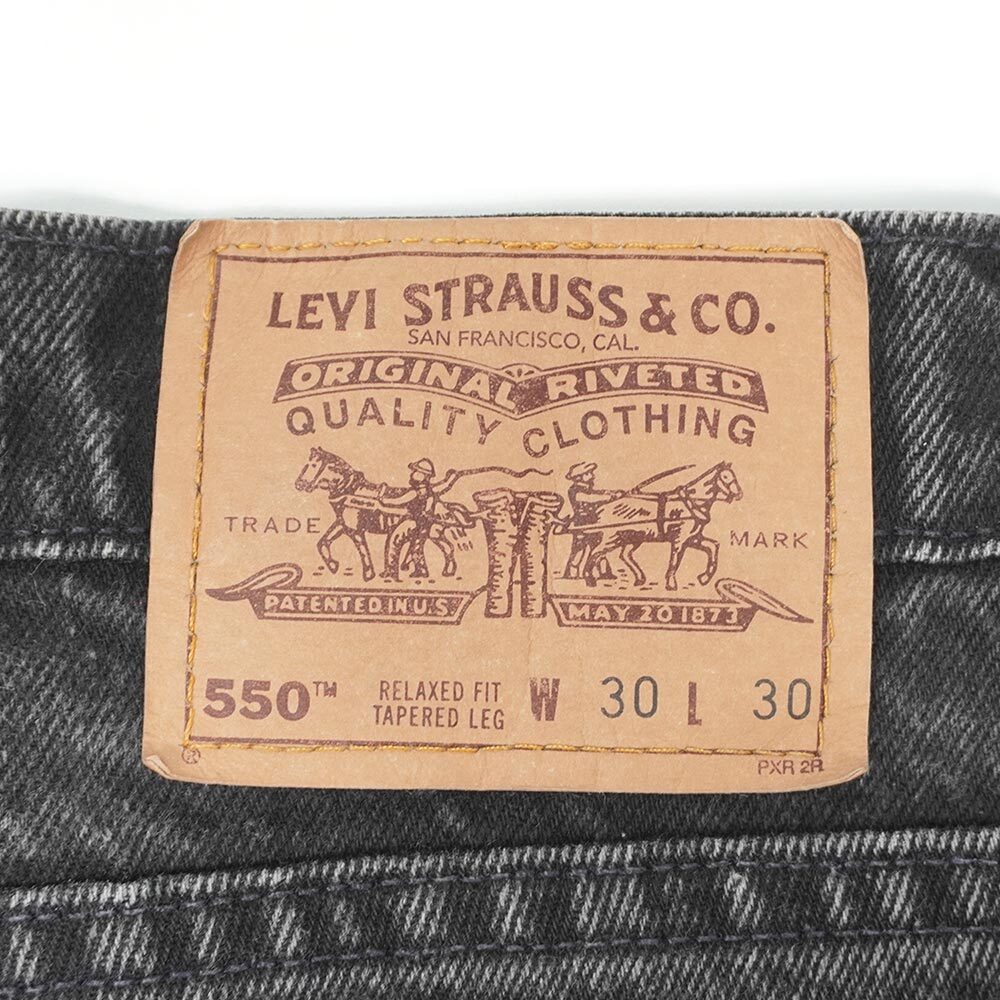 LEVI STRAUSS & CO.
SAN FRANCISCO, CAL.
ORIGINAL RIVETED
QUALITY CLOTHING
TRADE MARK
PATENTED IN U.S. MAY 20 1873
550™ RELAXED FIT W 30 L 30
TAPERED LEG
® PXR 2R